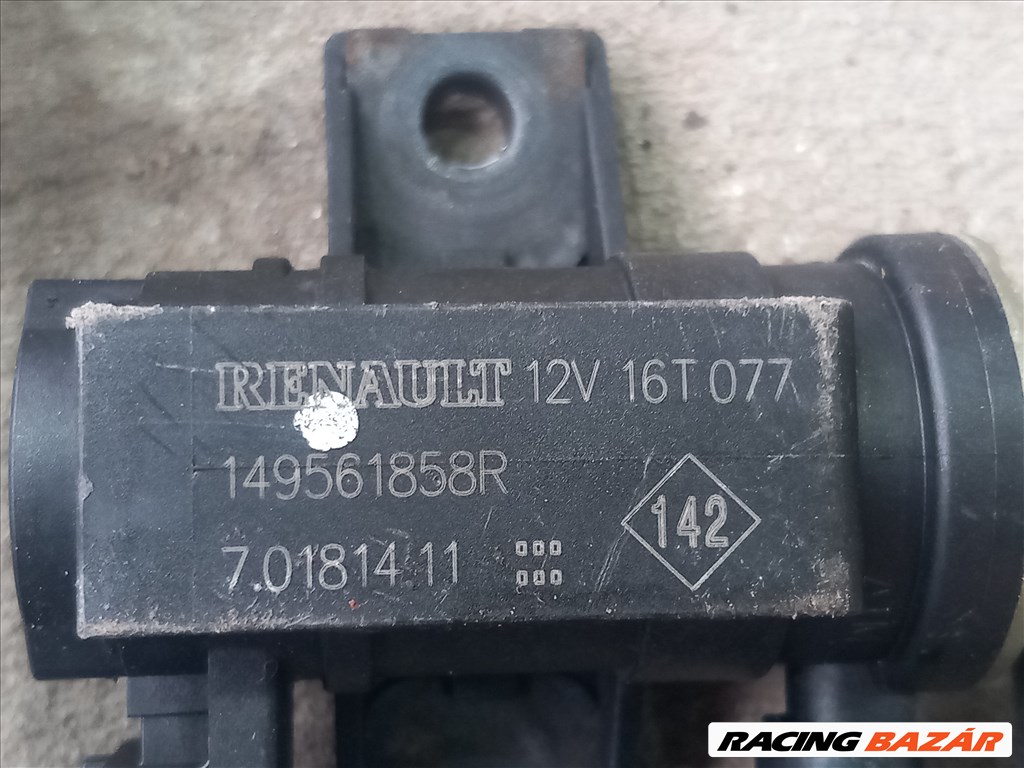 RENAULT 12V 16T 077
149561858R
7.01814.11
142
RACING BAZÁR